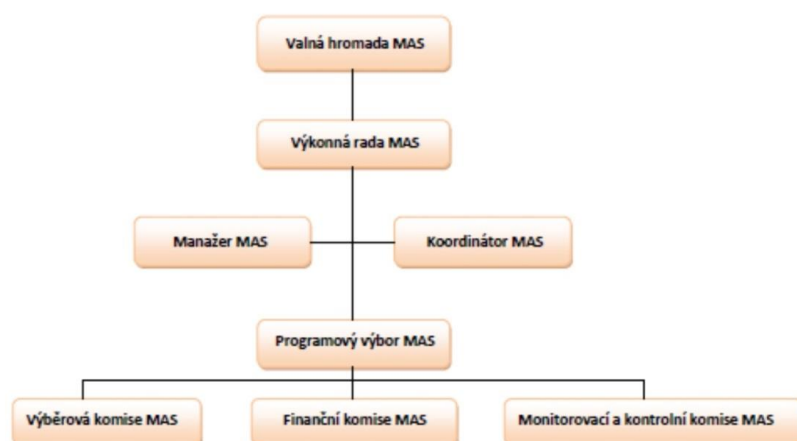 Valná hromada MAS
Výkonná rada MAS
Manažer MAS
Koordinátor MAS
Programový výbor MAS
Výběrová komise MAS
Finanční komise MAS
Monitorovací a kontrolní komise MAS